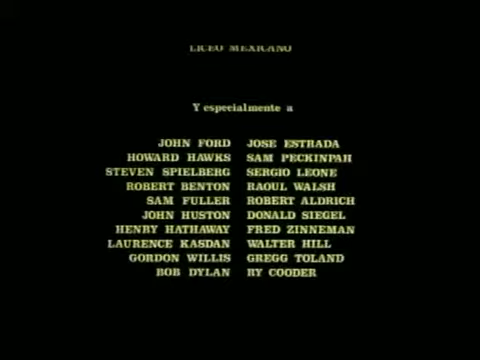 LICEO MEXICANO
Y especialmente a
JOHN FORD JOSE ESTRADA
HOWARD HAWKS SAM PECKINPAH
STEVEN SPIELBERG SERGIO LEONE
ROBERT BENTON RAOUL WALSH
SAM FULLER ROBERT ALDRICH
JOHN HUSTON DONALD SIEGEL
HENRY HATHAWAY FRED ZINNEMAN
LAURENCE KASDAN WALTER HILL
GORDON WILLIS GREGG TOLAND
BOB DYLAN RY COODER